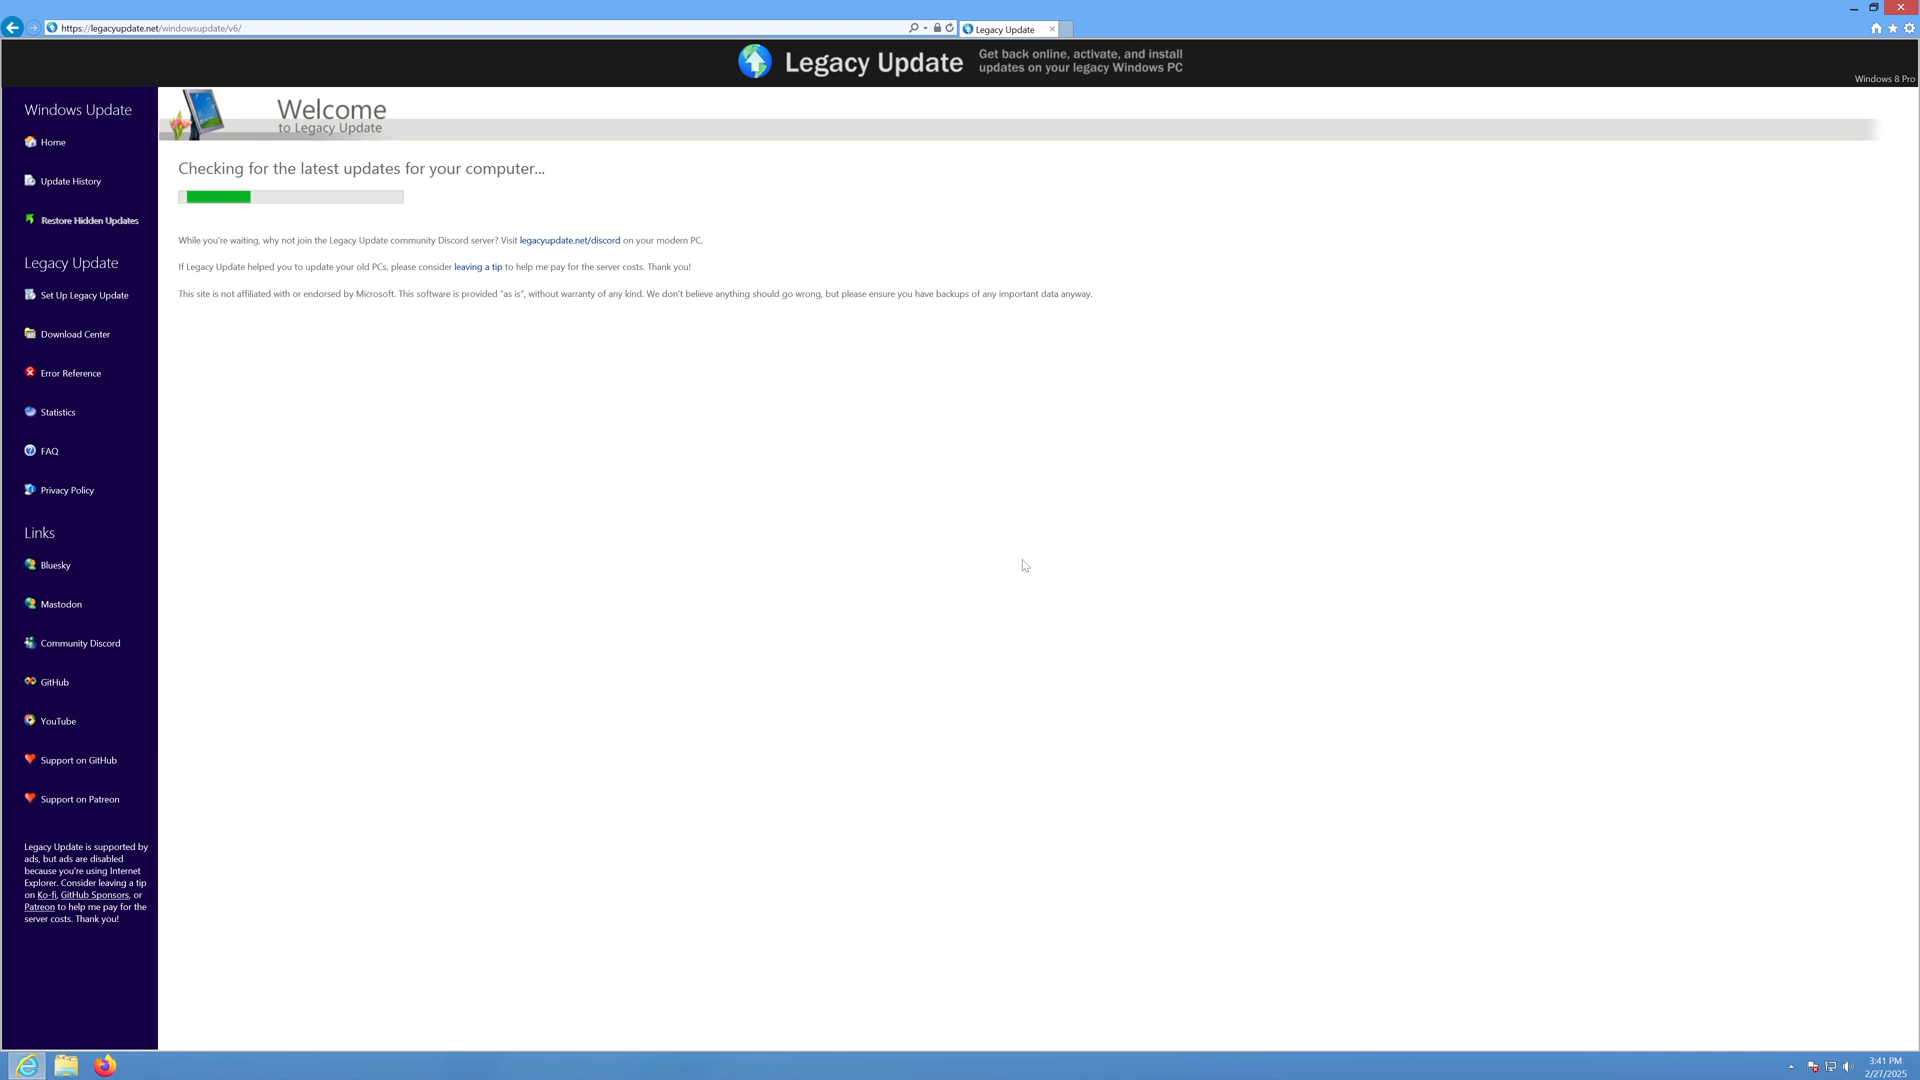 https://legacyupdate.net/windowsupdate/v6/
Legacy Update
Legacy Update
Get back online, activate, and install
updates on your legacy Windows PC
Windows 8 Pro
Windows Update
Home
Update History
Restore Hidden Updates
Legacy Update
Set Up Legacy Update
Download Center
Error Reference
Statistics
FAQ
Privacy Policy
Links
Bluesky
Mastodon
Community Discord
GitHub
YouTube
Support on GitHub
Support on Patreon
Legacy Update is supported by
ads, but ads are disabled
because you're using Internet
Explorer. Consider leaving a tip
on Ko-fi, GitHub Sponsors, or
Patreon to help me pay for the
server costs. Thank you!
Welcome
to Legacy Update
Checking for the latest updates for your computer...
While you're waiting, why not join the Legacy Update community Discord server? Visit legacyupdate.net/discord on your modern PC.
If Legacy Update helped you to update your old PCs, please consider leaving a tip to help me pay for the server costs. Thank you!
This site is not affiliated with or endorsed by Microsoft. This software is provided “as is”, without warranty of any kind. We don't believe anything should go wrong, but please ensure you have backups of any important data anyway.
3:41 PM
2/27/2025